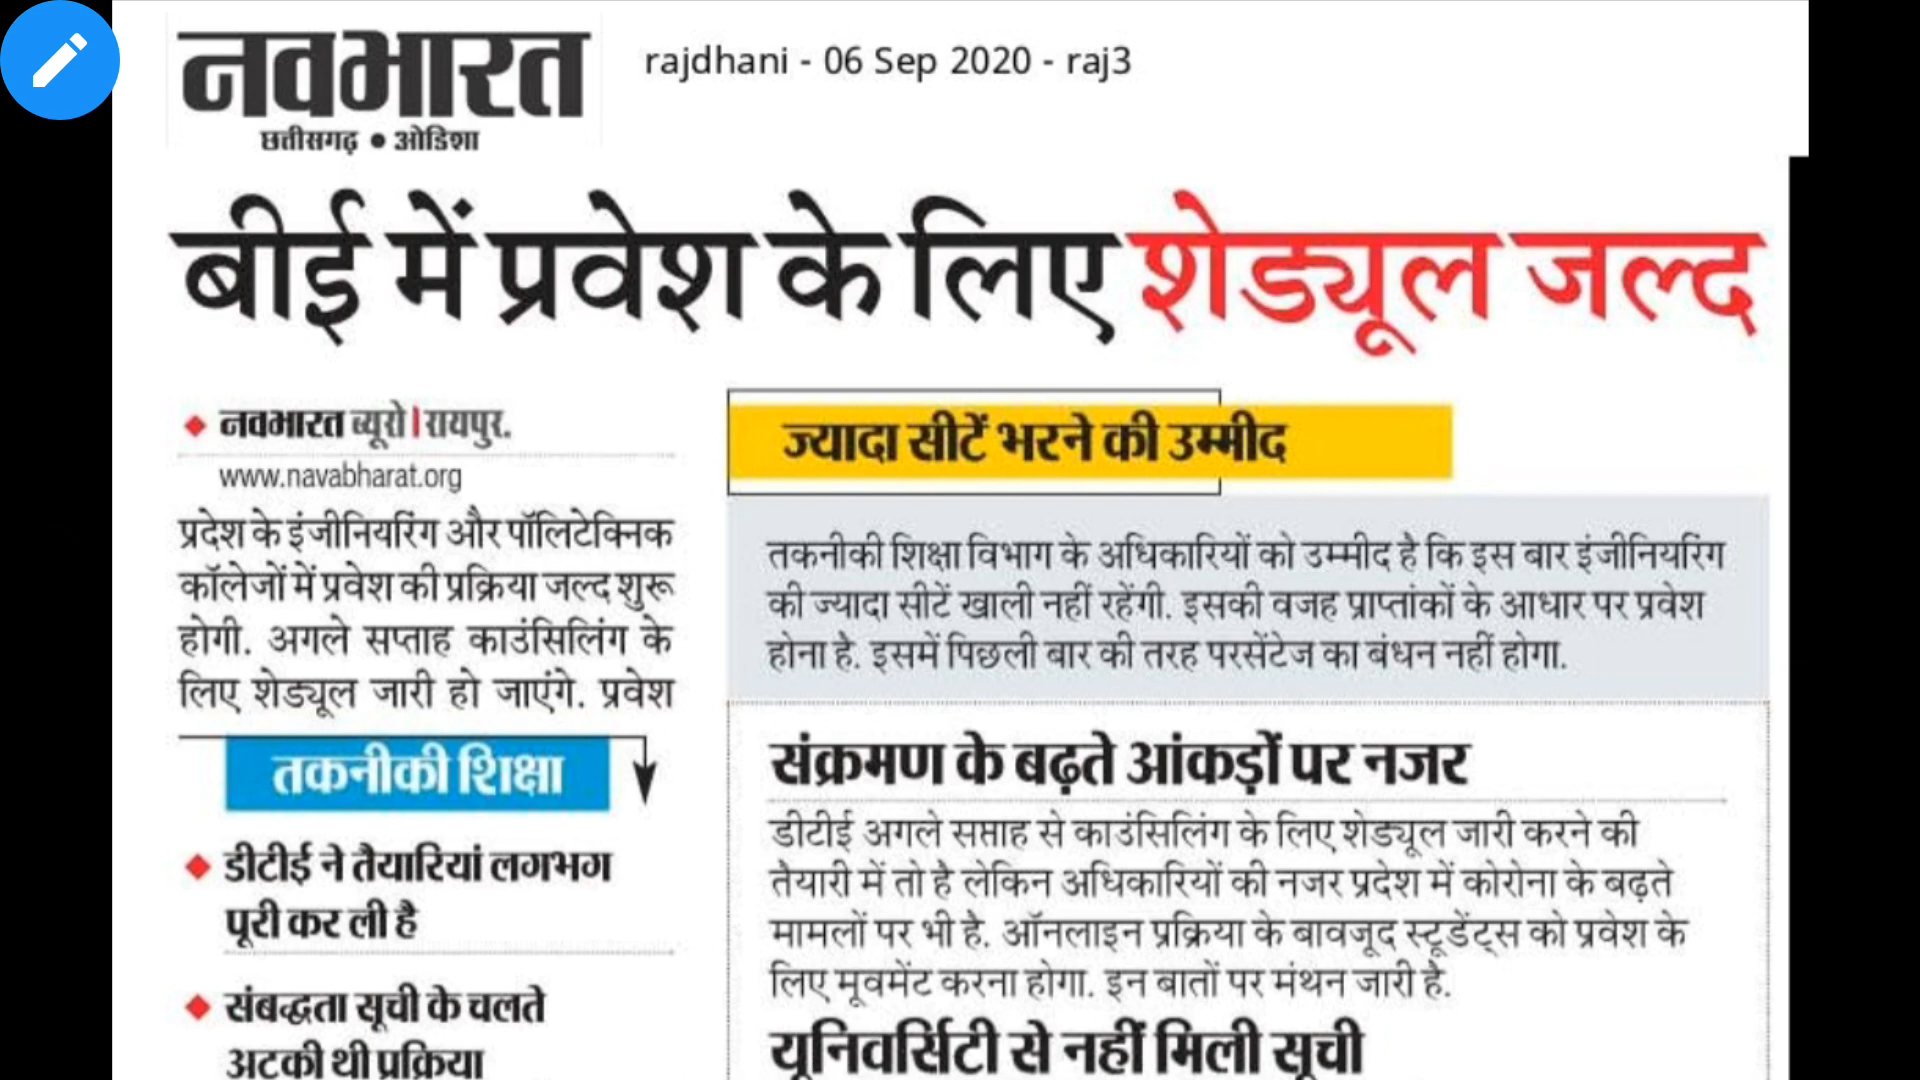 नवभारत
छत्तीसगढ़ • ओडिशा
rajdhani - 06 Sep 2020 - raj3
बीई में प्रवेश के लिए शेड्यूल जल्द
नवभारत ब्यूरो | रायपुर.
www.navabharat.org
प्रदेश के इंजीनियरिंग और पॉलिटेक्निक
कॉलेजों में प्रवेश की प्रक्रिया जल्द शुरू
होगी. अगले सप्ताह काउंसिलिंग के
लिए शेड्यूल जारी हो जाएंगे. प्रवेश
तकनीकी शिक्षा
डीटीई ने तैयारियां लगभग
पूरी कर ली है
संबद्धता सूची के चलते
अटकी थी प्रक्रिया
ज्यादा सीटें भरने की उम्मीद
तकनीकी शिक्षा विभाग के अधिकारियों को उम्मीद है कि इस बार इंजीनियरिंग
की ज्यादा सीटें खाली नहीं रहेंगी. इसकी वजह प्राप्तांकों के आधार पर प्रवेश
होना है. इसमें पिछली बार की तरह परसेंटेज का बंधन नहीं होगा.
संक्रमण के बढ़ते आंकड़ों पर नजर
डीटीई अगले सप्ताह से काउंसिलिंग के लिए शेड्यूल जारी करने की
तैयारी में तो है लेकिन अधिकारियों की नजर प्रदेश में कोरोना के बढ़ते
मामलों पर भी है. ऑनलाइन प्रक्रिया के बावजूद स्टूडेंट्स को प्रवेश के
लिए मूवमेंट करना होगा. इन बातों पर मंथन जारी है.
यूनिवर्सिटी से नहीं मिली सूची